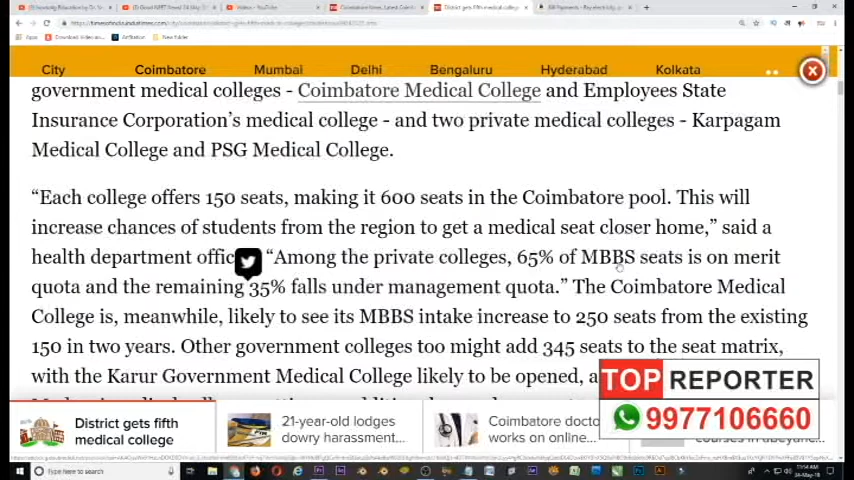 City Coimbatore Mumbai Delhi Bengaluru Hyderabad Kolkata
government medical colleges - Coimbatore Medical College and Employees State
Insurance Corporation's medical college - and two private medical colleges - Karpagam
Medical College and PSG Medical College.
“Each college offers 150 seats, making it 600 seats in the Coimbatore pool. This will
increase chances of students from the region to get a medical seat closer home,” said a
health department offic “Among the private colleges, 65% of MBBS seats is on merit
quota and the remaining 35% falls under management quota.” The Coimbatore Medical
College is, meanwhile, likely to see its MBBS intake increase to 250 seats from the existing
150 in two years. Other government colleges too might add 345 seats to the seat matrix,
with the Karur Government Medical College likely to be opened, a
TOP REPORTER
9977106660
District gets fifth
medical college
21-year-old lodges
dowry harassment...
Coimbatore docto
works on online...
Type here to search